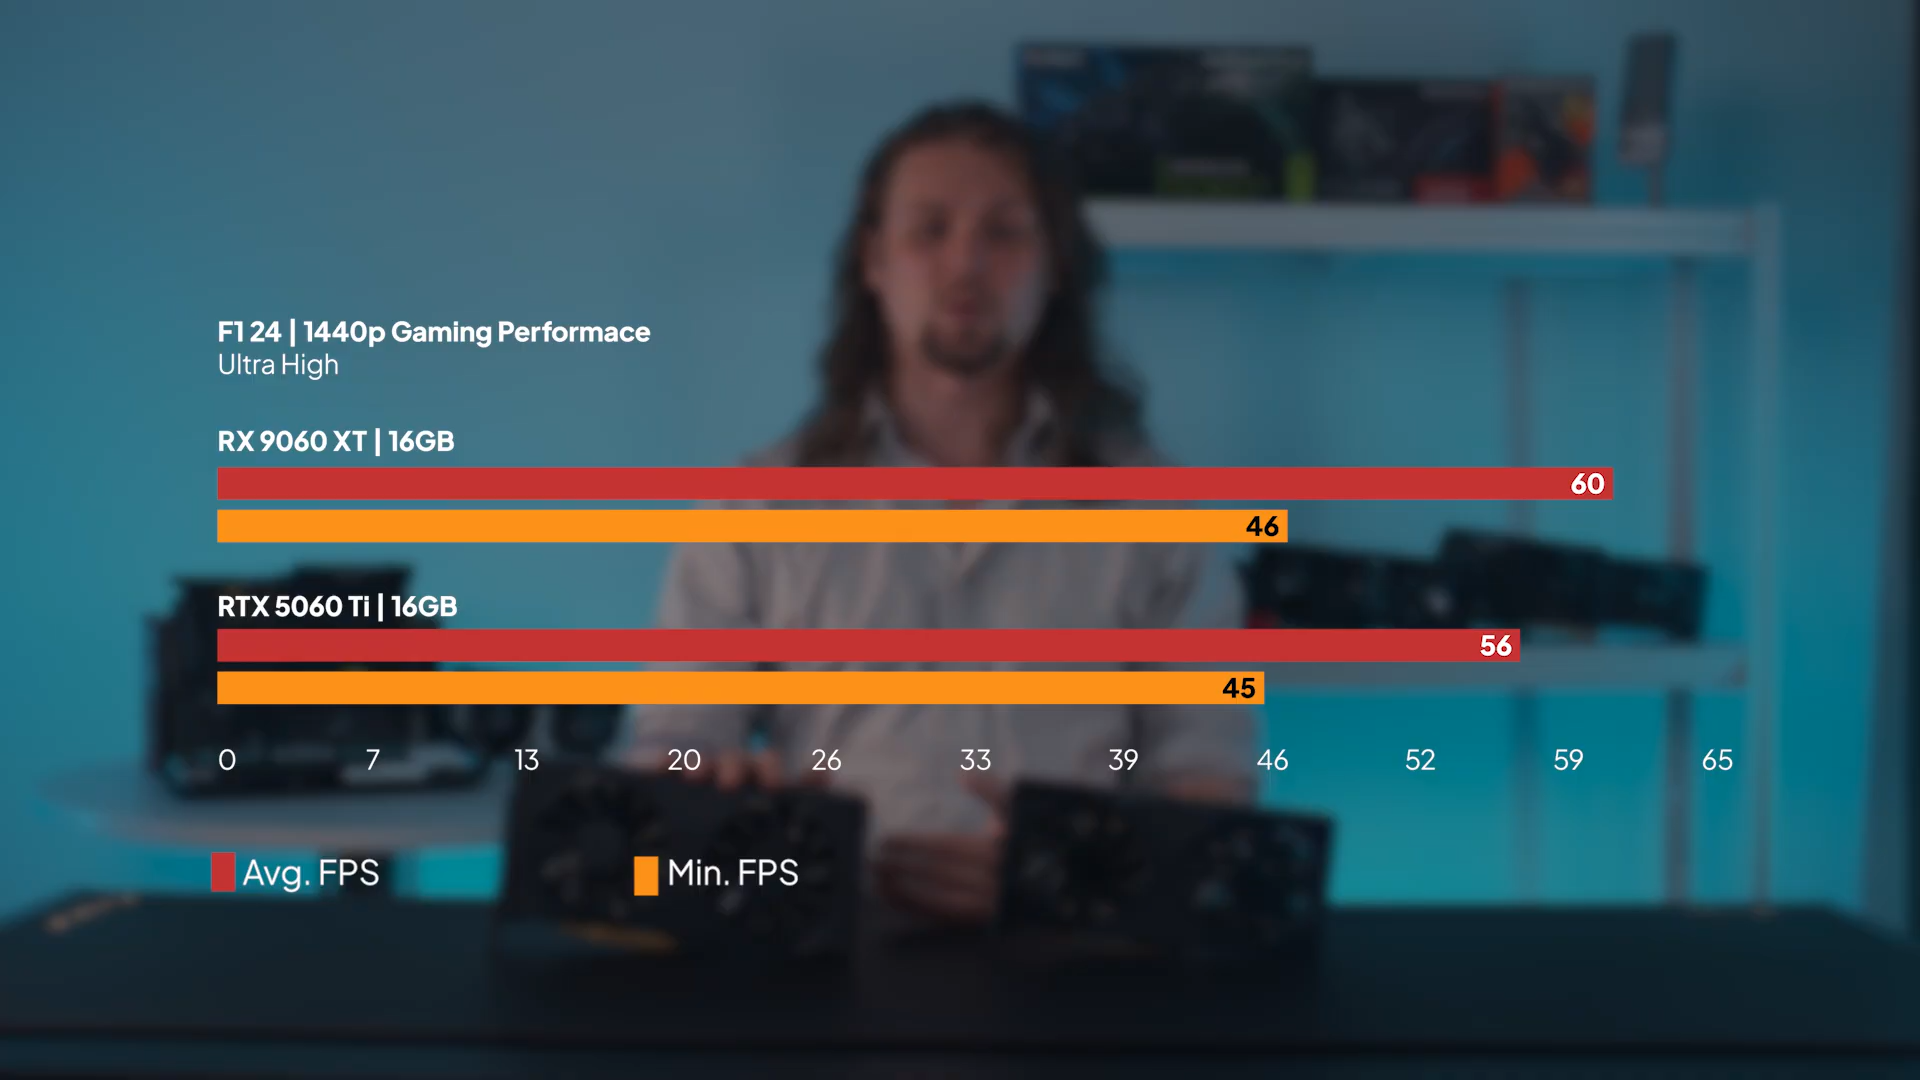 F1 24 | 1440p Gaming Performace
Ultra High
RX 9060 XT | 16GB
60
46
RTX 5060 Ti | 16GB
56
45
0 7 13 20 26 33 39 46 52 59 65
Avg. FPS Min. FPS